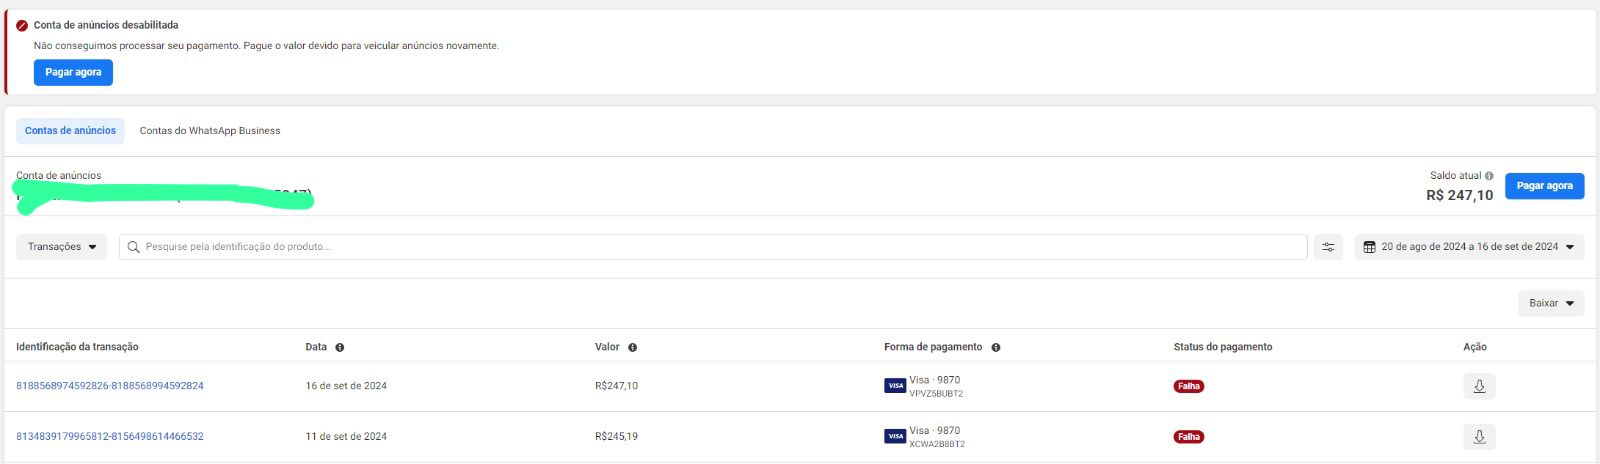 Conta de anúncios desabilitada
Não conseguimos processar seu pagamento. Pague o valor devido para veicular anúncios novamente.
Pagar agora
Contas de anúncios
Contas do WhatsApp Business
Conta de anúncios
Saldo atual
R$ 247,10
Pagar agora
Transações
Pesquise pela identificação do produto...
20 de ago de 2024 a 16 de set de 2024
Baixar
Identificação da transação Data Valor Forma de pagamento Status do pagamento Ação
8188568974592826-8188568994592824 16 de set de 2024 R$247,10 VISA Visa · 9870 Falha
VPVZ5BUBT2
8134839179965812-8156498614466532 11 de set de 2024 R$245,19 VISA Visa · 9870 Falha
XCWA2B8BT2